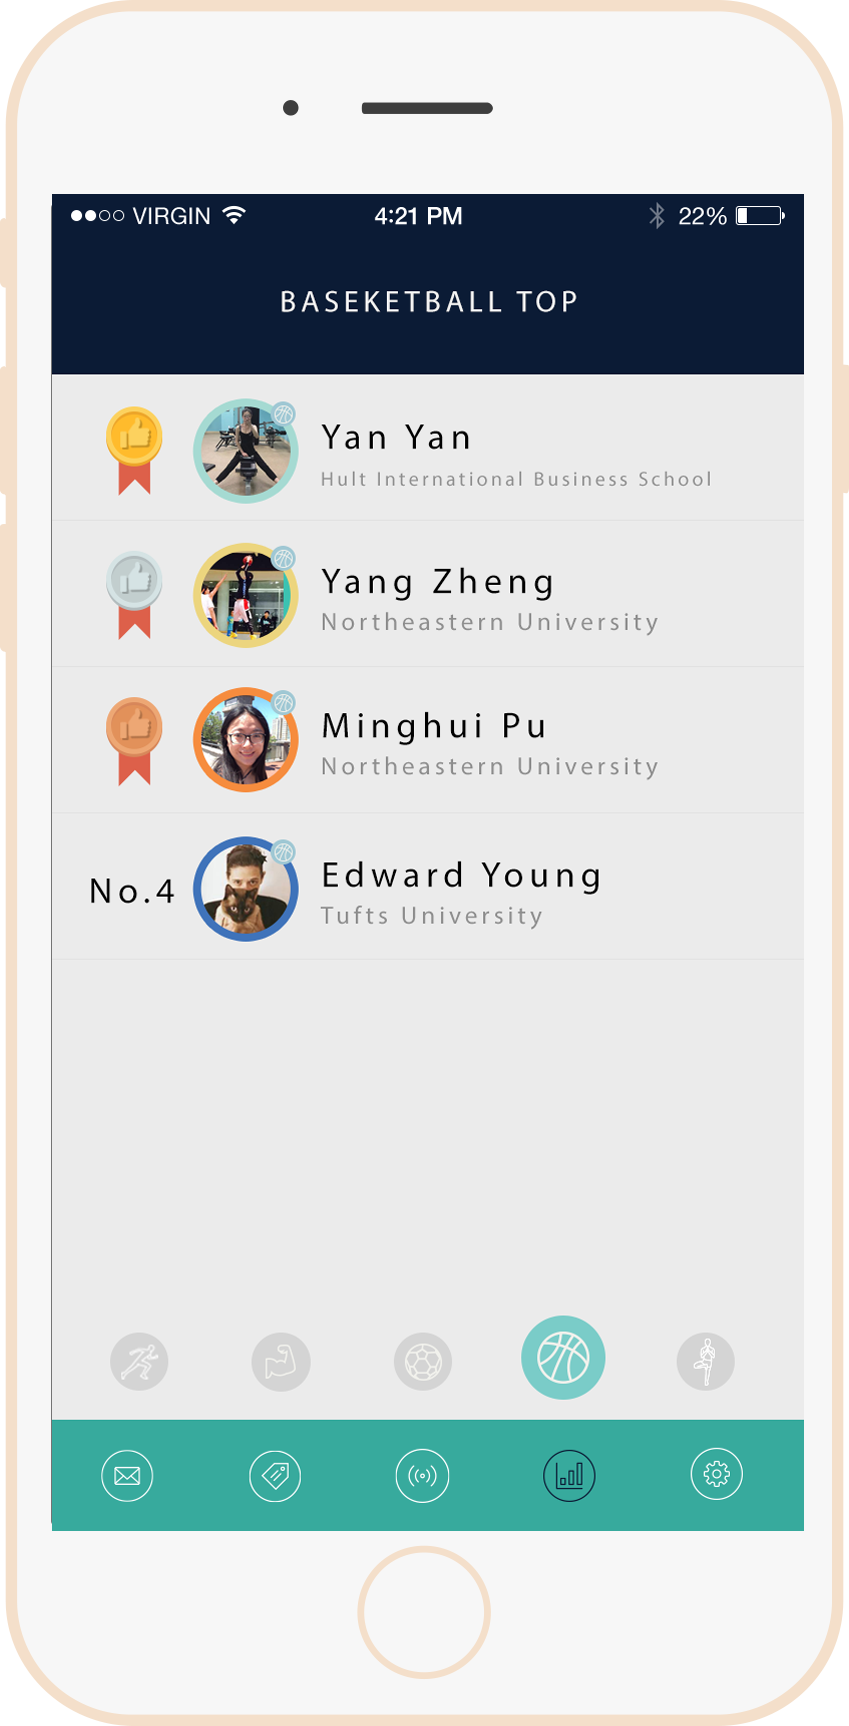 VIRGIN 4:21 PM 22%
BASEKETBALL TOP
Yan Yan
Hult International Business School
Yang Zheng
Northeastern University
Minghui Pu
Northeastern University
No.4
Edward Young
Tufts University